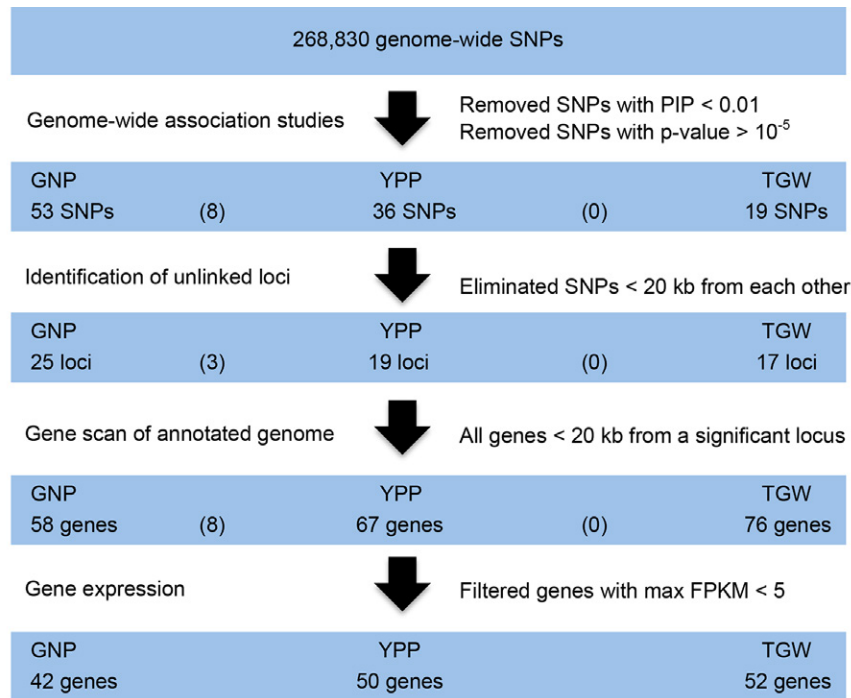 268,830 genome-wide SNPs
Genome-wide association studies
Removed SNPs with PIP < 0.01
Removed SNPs with p-value > 10⁻⁵
GNP YPP TGW
53 SNPs (8) 36 SNPs (0) 19 SNPs
Identification of unlinked loci
Eliminated SNPs < 20 kb from each other
GNP YPP TGW
25 loci (3) 19 loci (0) 17 loci
Gene scan of annotated genome
All genes < 20 kb from a significant locus
GNP YPP TGW
58 genes (8) 67 genes (0) 76 genes
Gene expression
Filtered genes with max FPKM < 5
GNP YPP TGW
42 genes 50 genes 52 genes